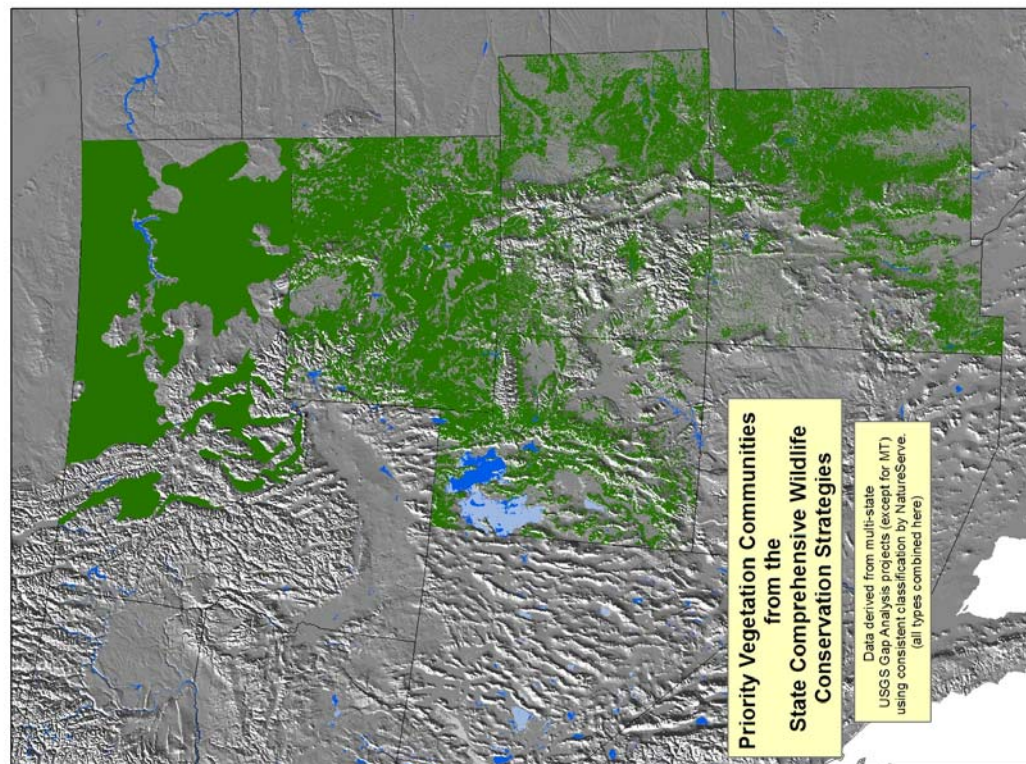 Priority Vegetation Communities
from the
State Comprehensive Wildlife
Conservation Strategies
Data derived from multi-state
USGS Gap Analysis projects (except for MT)
using consistent classification by NatureServe.
(all types combined here)